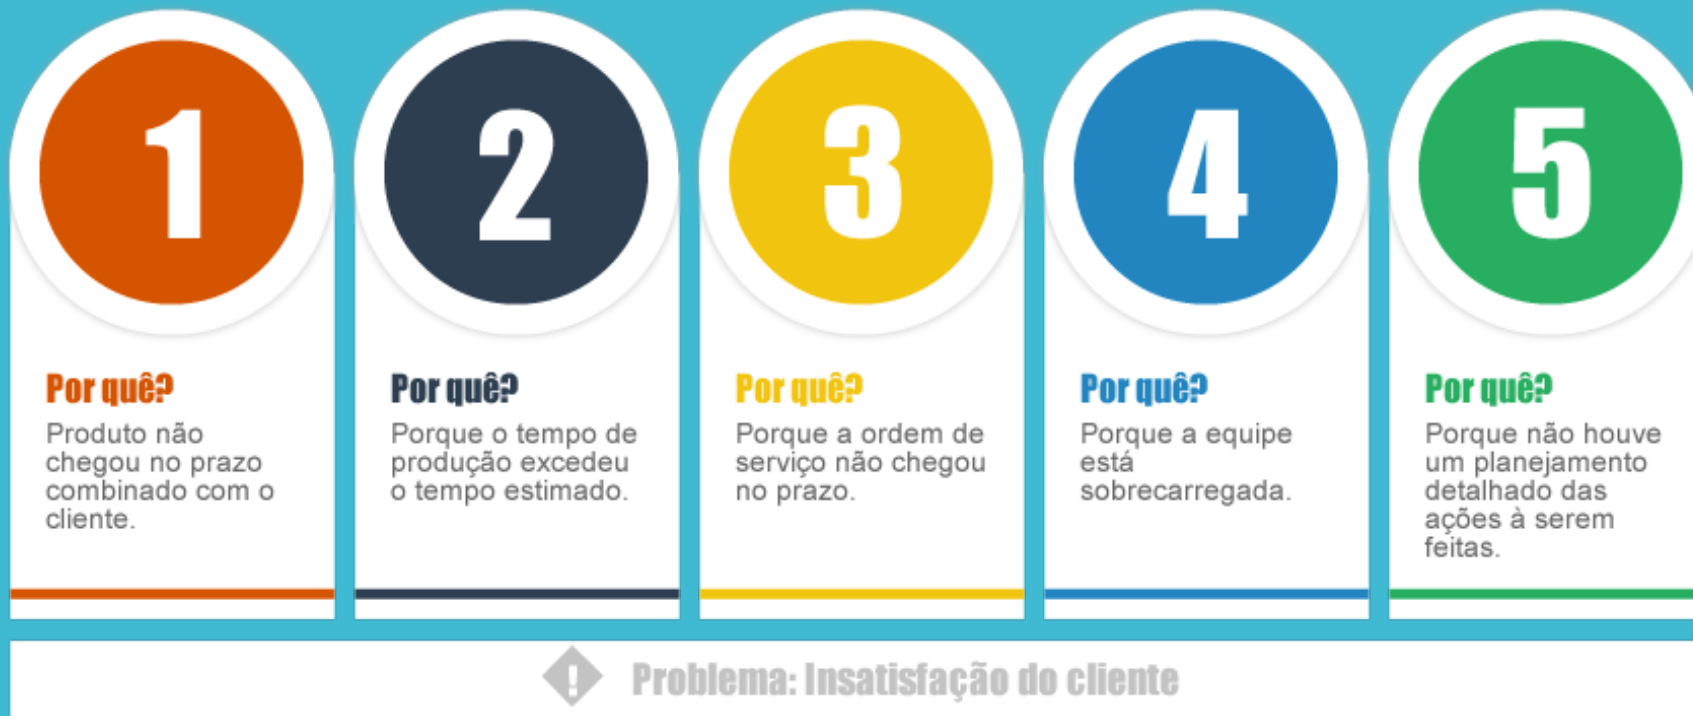 1
Por quê?
Produto não
chegou no prazo
combinado com o
cliente.
2
Por quê?
Porque o tempo de
produção excedeu
o tempo estimado.
3
Por quê?
Porque a ordem de
serviço não chegou
no prazo.
4
Por quê?
Porque a equipe
está
sobrecarregada.
5
Por quê?
Porque não houve
um planejamento
detalhado das
ações à serem
feitas.
! Problema: Insatisfação do cliente